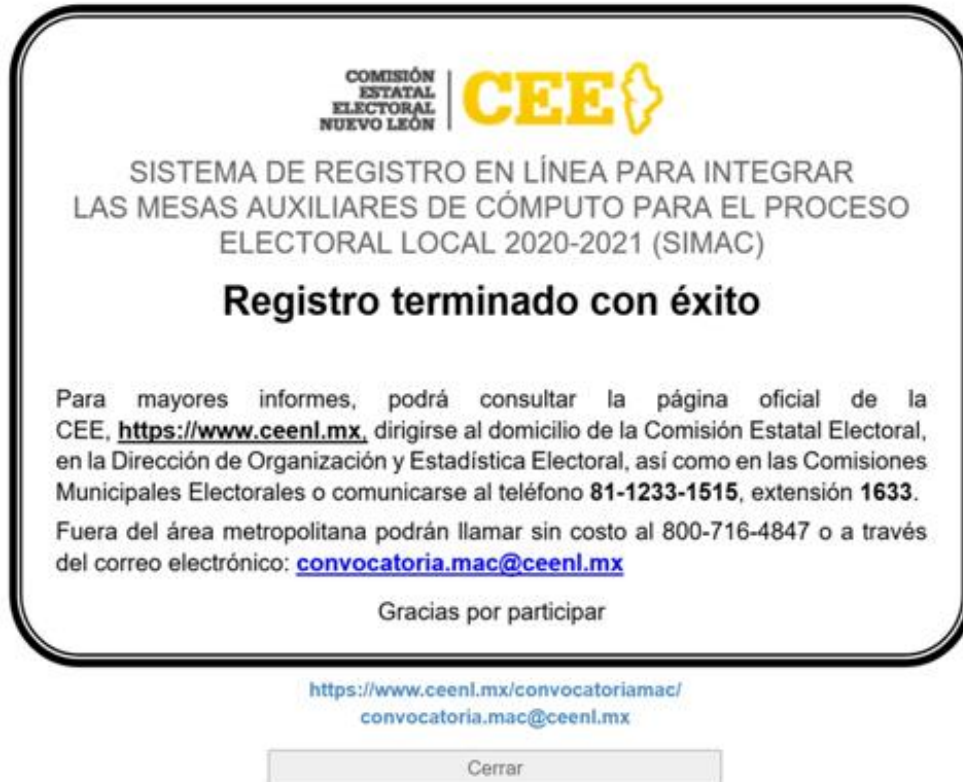 COMISIÓN
ESTATAL
ELECTORAL
NUEVO LEÓN
CEE
SISTEMA DE REGISTRO EN LÍNEA PARA INTEGRAR
LAS MESAS AUXILIARES DE CÓMPUTO PARA EL PROCESO
ELECTORAL LOCAL 2020-2021 (SIMAC)
Registro terminado con éxito
Para mayores informes, podrá consultar la página oficial de la
CEE, https://www.ceenl.mx, dirigirse al domicilio de la Comisión Estatal Electoral,
en la Dirección de Organización y Estadística Electoral, así como en las Comisiones
Municipales Electorales o comunicarse al teléfono 81-1233-1515, extensión 1633.
Fuera del área metropolitana podrán llamar sin costo al 800-716-4847 o a través
del correo electrónico: convocatoria.mac@ceenl.mx
Gracias por participar
https://www.ceenl.mx/convocatoriamac/
convocatoria.mac@ceenl.mx
Cerrar